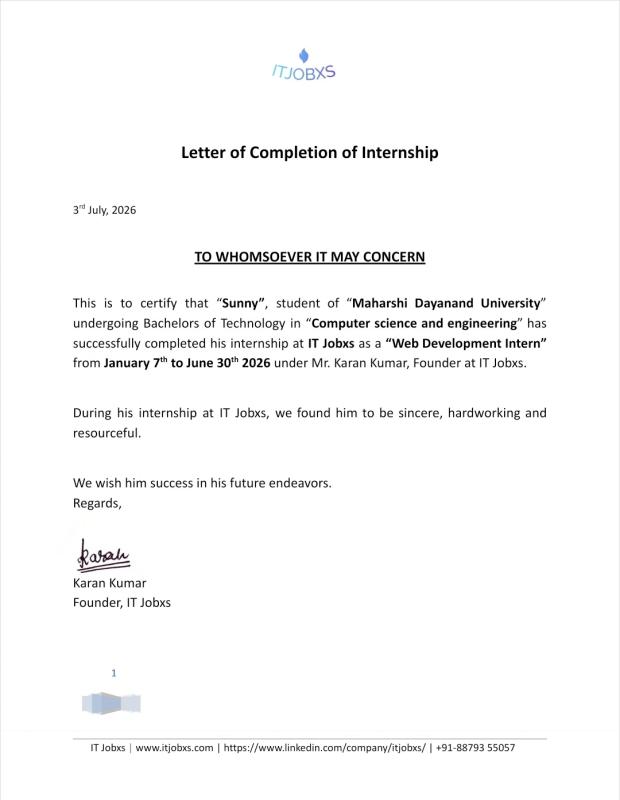 ITJOBXS
Letter of Completion of Internship
3rd July, 2026
TO WHOMSOEVER IT MAY CONCERN
This is to certify that “Sunny”, student of “Maharshi Dayanand University”
undergoing Bachelors of Technology in “Computer science and engineering” has
successfully completed his internship at IT Jobxs as a “Web Development Intern”
from January 7th to June 30th 2026 under Mr. Karan Kumar, Founder at IT Jobxs.
During his internship at IT Jobxs, we found him to be sincere, hardworking and
resourceful.
We wish him success in his future endeavors.
Regards,
Karan
Karan Kumar
Founder, IT Jobxs
1
IT Jobxs | www.itjobxs.com | https://www.linkedin.com/company/itjobxs/ | +91-88793 55057